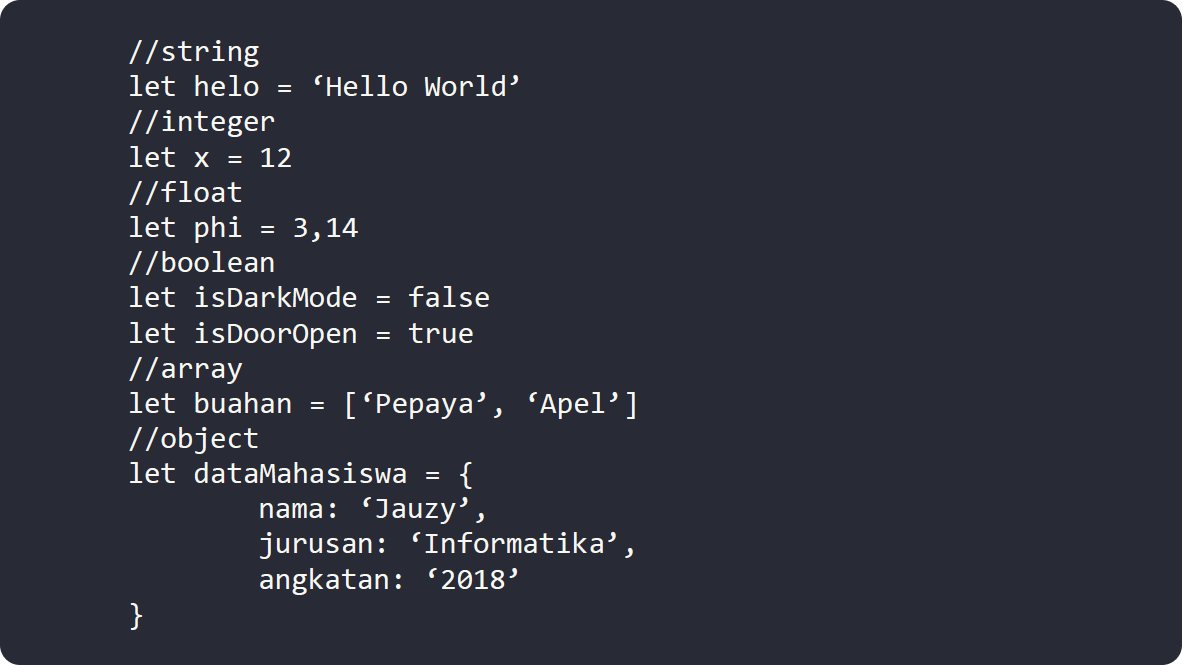 //string
let helo = ‘Hello World’
//integer
let x = 12
//float
let phi = 3,14
//boolean
let isDarkMode = false
let isDoorOpen = true
//array
let buahan = [‘Pepaya’, ‘Apel’]
//object
let dataMahasiswa = {
        nama: ‘Jauzy’,
        jurusan: ‘Informatika’,
        angkatan: ‘2018’
}